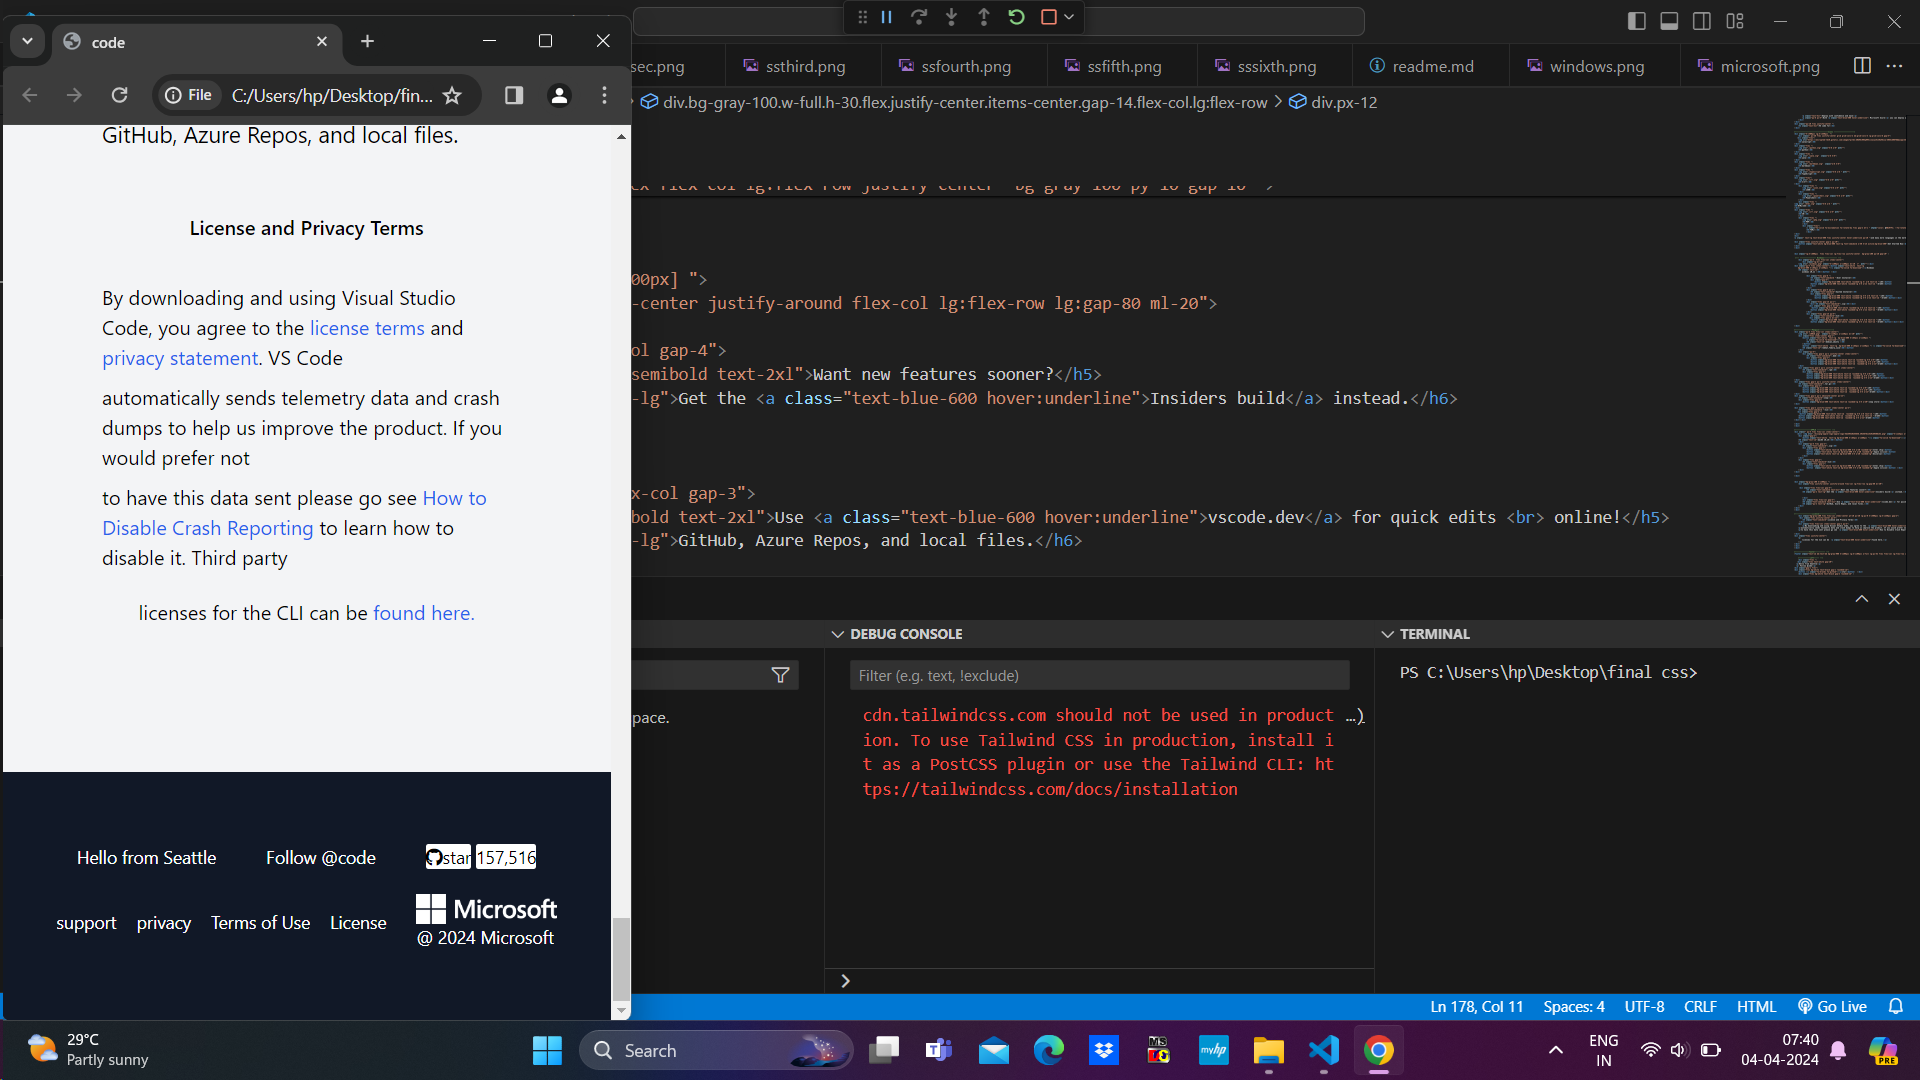 code
File
C:/Users/hp/Desktop/fin...
GitHub, Azure Repos, and local files.
License and Privacy Terms
By downloading and using Visual Studio
Code, you agree to the license terms and
privacy statement. VS Code
automatically sends telemetry data and crash
dumps to help us improve the product. If you
would prefer not
to have this data sent please go see How to
Disable Crash Reporting to learn how to
disable it. Third party
licenses for the CLI can be found here.
Hello from Seattle Follow @code star 157,516
support privacy Terms of Use License Microsoft
@ 2024 Microsoft
sec.png ssthird.png ssfourth.png ssfifth.png sssixth.png readme.md windows.png microsoft.png
div.bg-gray-100.w-full.h-30.flex.justify-center.items-center.gap-14.flex-col.lg:flex-row > div.px-12
00px] ">
-center justify-around flex-col lg:flex-row lg:gap-80 ml-20">
ol gap-4">
semibold text-2xl">Want new features sooner?</h5>
-lg">Get the <a class="text-blue-600 hover:underline">Insiders build</a> instead.</h6>
x-col gap-3">
bold text-2xl">Use <a class="text-blue-600 hover:underline">vscode.dev</a> for quick edits <br> online!</h5>
-lg">GitHub, Azure Repos, and local files.</h6>
pace.
DEBUG CONSOLE
Filter (e.g. text, !exclude)
cdn.tailwindcss.com should not be used in product …)
ion. To use Tailwind CSS in production, install i
t as a PostCSS plugin or use the Tailwind CLI: ht
tps://tailwindcss.com/docs/installation
TERMINAL
PS C:\Users\hp\Desktop\final css>
Ln 178, Col 11 Spaces: 4 UTF-8 CRLF HTML Go Live
29°C
Partly sunny
Search
myhp
ENG
IN
07:40
04-04-2024
PRE